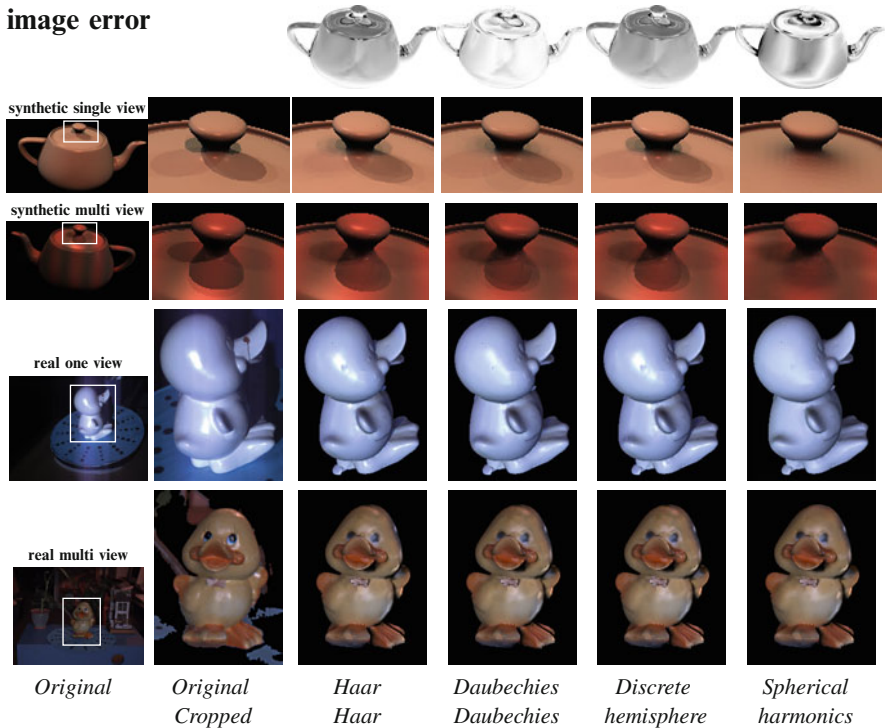 image error
synthetic single view
synthetic multi view
real one view
real multi view
Original Original Haar Daubechies Discrete Spherical
Cropped Haar Daubechies hemisphere harmonics